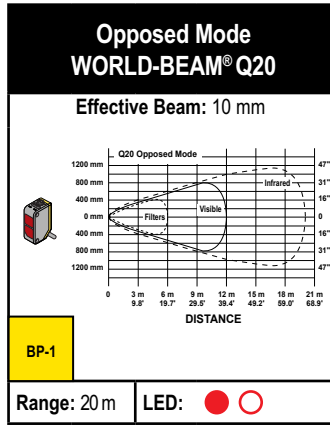 Opposed Mode
WORLD-BEAM® Q20
Effective Beam: 10 mm
Q20 Opposed Mode
1200 mm 47"
800 mm Infrared 31"
400 mm 16"
0 mm Filters Visible 0
400 mm 16"
800 mm 31"
1200 mm 47"
0 3 m 6 m 9 m 12 m 15 m 18 m 21 m
9.8' 19.7' 29.5' 39.4' 49.2' 59.0' 68.9'
DISTANCE
BP-1
Range: 20 m LED: